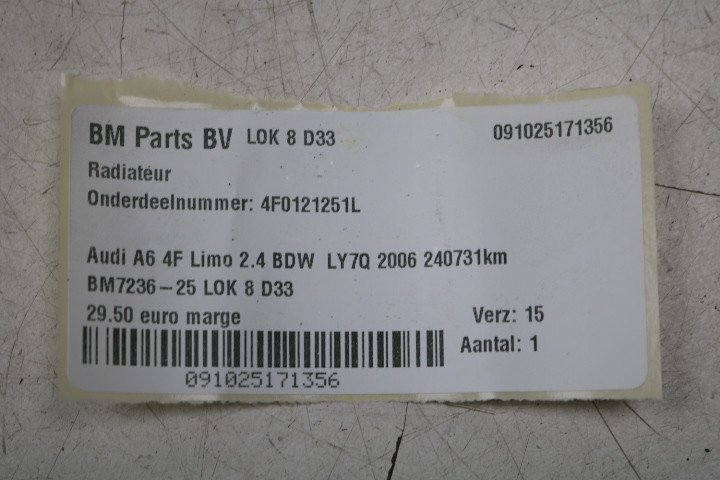 BM Parts BV LOK 8 D33 091025171356
Radiateur
Onderdeelnummer: 4F0121251L
Audi A6 4F Limo 2.4 BDW LY7Q 2006 240731km
BM7236-25 LOK 8 D33
29.50 euro marge Verz: 15
Aantal: 1
091025171356